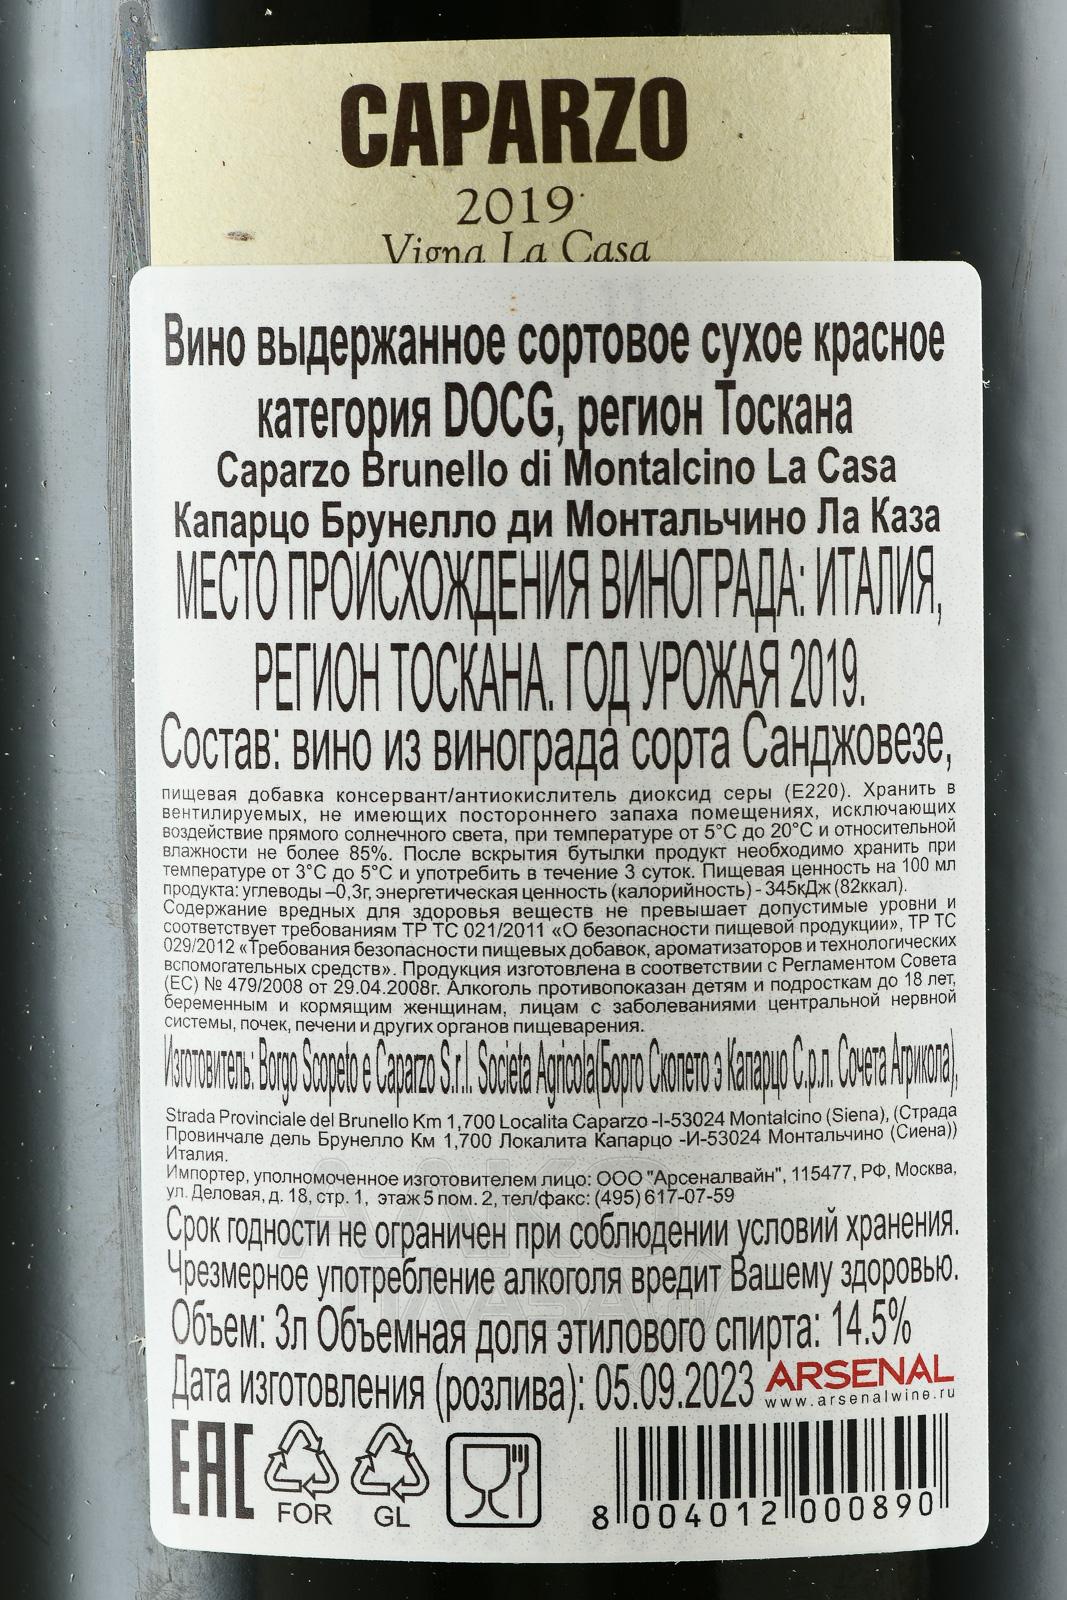 CAPARZO
2019
Vigna La Casa
Вино выдержанное сортовое сухое красное
категория DOCG, регион Тоскана
Caparzo Brunello di Montalcino La Casa
Капарцо Брунелло ди Монтальчино Ла Каза
МЕСТО ПРОИСХОЖДЕНИЯ ВИНОГРАДА: ИТАЛИЯ,
РЕГИОН ТОСКАНА. ГОД УРОЖАЯ 2019.
Состав: вино из винограда сорта Санджовезе,
пищевая добавка консервант/антиокислитель диоксид серы (Е220). Хранить в
вентилируемых, не имеющих постороннего запаха помещениях, исключающих
воздействие прямого солнечного света, при температуре от 5°С до 20°С и относительной
влажности не более 85%. После вскрытия бутылки продукт необходимо хранить при
температуре от 3°С до 5°С и употребить в течение 3 суток. Пищевая ценность на 100 мл
продукта: углеводы –0,3г, энергетическая ценность (калорийность) - 345кДж (82ккал).
Содержание вредных для здоровья веществ не превышает допустимые уровни и
соответствует требованиям ТР ТС 021/2011 «О безопасности пищевой продукции», ТР ТС
029/2012 «Требования безопасности пищевых добавок, ароматизаторов и технологических
вспомогательных средств». Продукция изготовлена в соответствии с Регламентом Совета
(ЕС) № 479/2008 от 29.04.2008г. Алкоголь противопоказан детям и подросткам до 18 лет,
беременным и кормящим женщинам, лицам с заболеваниями центральной нервной
системы, почек, печени и других органов пищеварения.
Изготовитель: Borgo Scopeto e Caparzo S.r.l. Societa Agricola(Борго Скопето э Капарцо С.р.л. Сочета Агрикола),
Strada Provinciale del Brunello Km 1,700 Localita Caparzo -I-53024 Montalcino (Siena), (Страда
Провинчале дель Брунелло Км 1,700 Локалита Капарцо -И-53024 Монтальчино (Сиена))
Италия.
Импортер, уполномоченное изготовителем лицо: ООО "Арсеналвайн", 115477, РФ, Москва,
ул. Деловая, д. 18, стр. 1, этаж 5 пом. 2, тел/факс: (495) 617-07-59
Срок годности не ограничен при соблюдении условий хранения.
Чрезмерное употребление алкоголя вредит Вашему здоровью.
Объем: 3л Объемная доля этилового спирта: 14.5%
Дата изготовления (розлива): 05.09.2023 ARSENAL
www.arsenalwine.ru
EAC
FOR GL
8 004012 000890